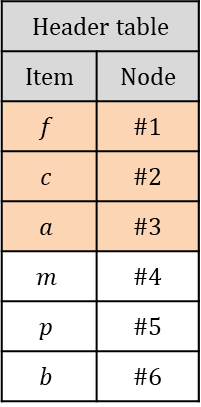 Header table
Item Node
f #1
c #2
a #3
m #4
p #5
b #6